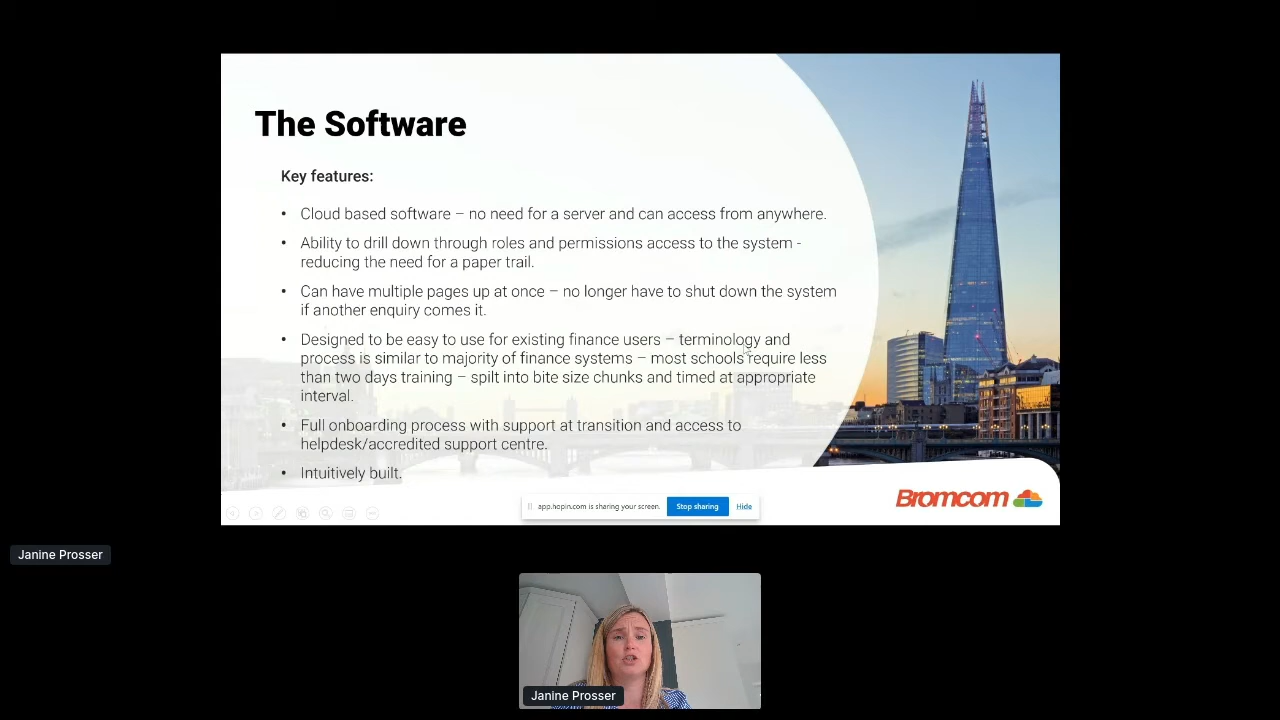 The Software
Key features:
• Cloud based software – no need for a server and can access from anywhere.
• Ability to drill down through roles and permissions access to the system -
reducing the need for a paper trail.
• Can have multiple pages up at once – no longer have to shut down the system
if another enquiry comes it.
• Designed to be easy to use for existing finance users – terminology and
process is similar to majority of finance systems – most schools require less
than two days training – spilt into bite size chunks and timed at appropriate
interval.
• Full onboarding process with support at transition and access to
helpdesk/accredited support centre.
• Intuitively built.
Bromcom
app.hopin.com is sharing your screen.
Stop sharing
Hide
Janine Prosser
Janine Prosser